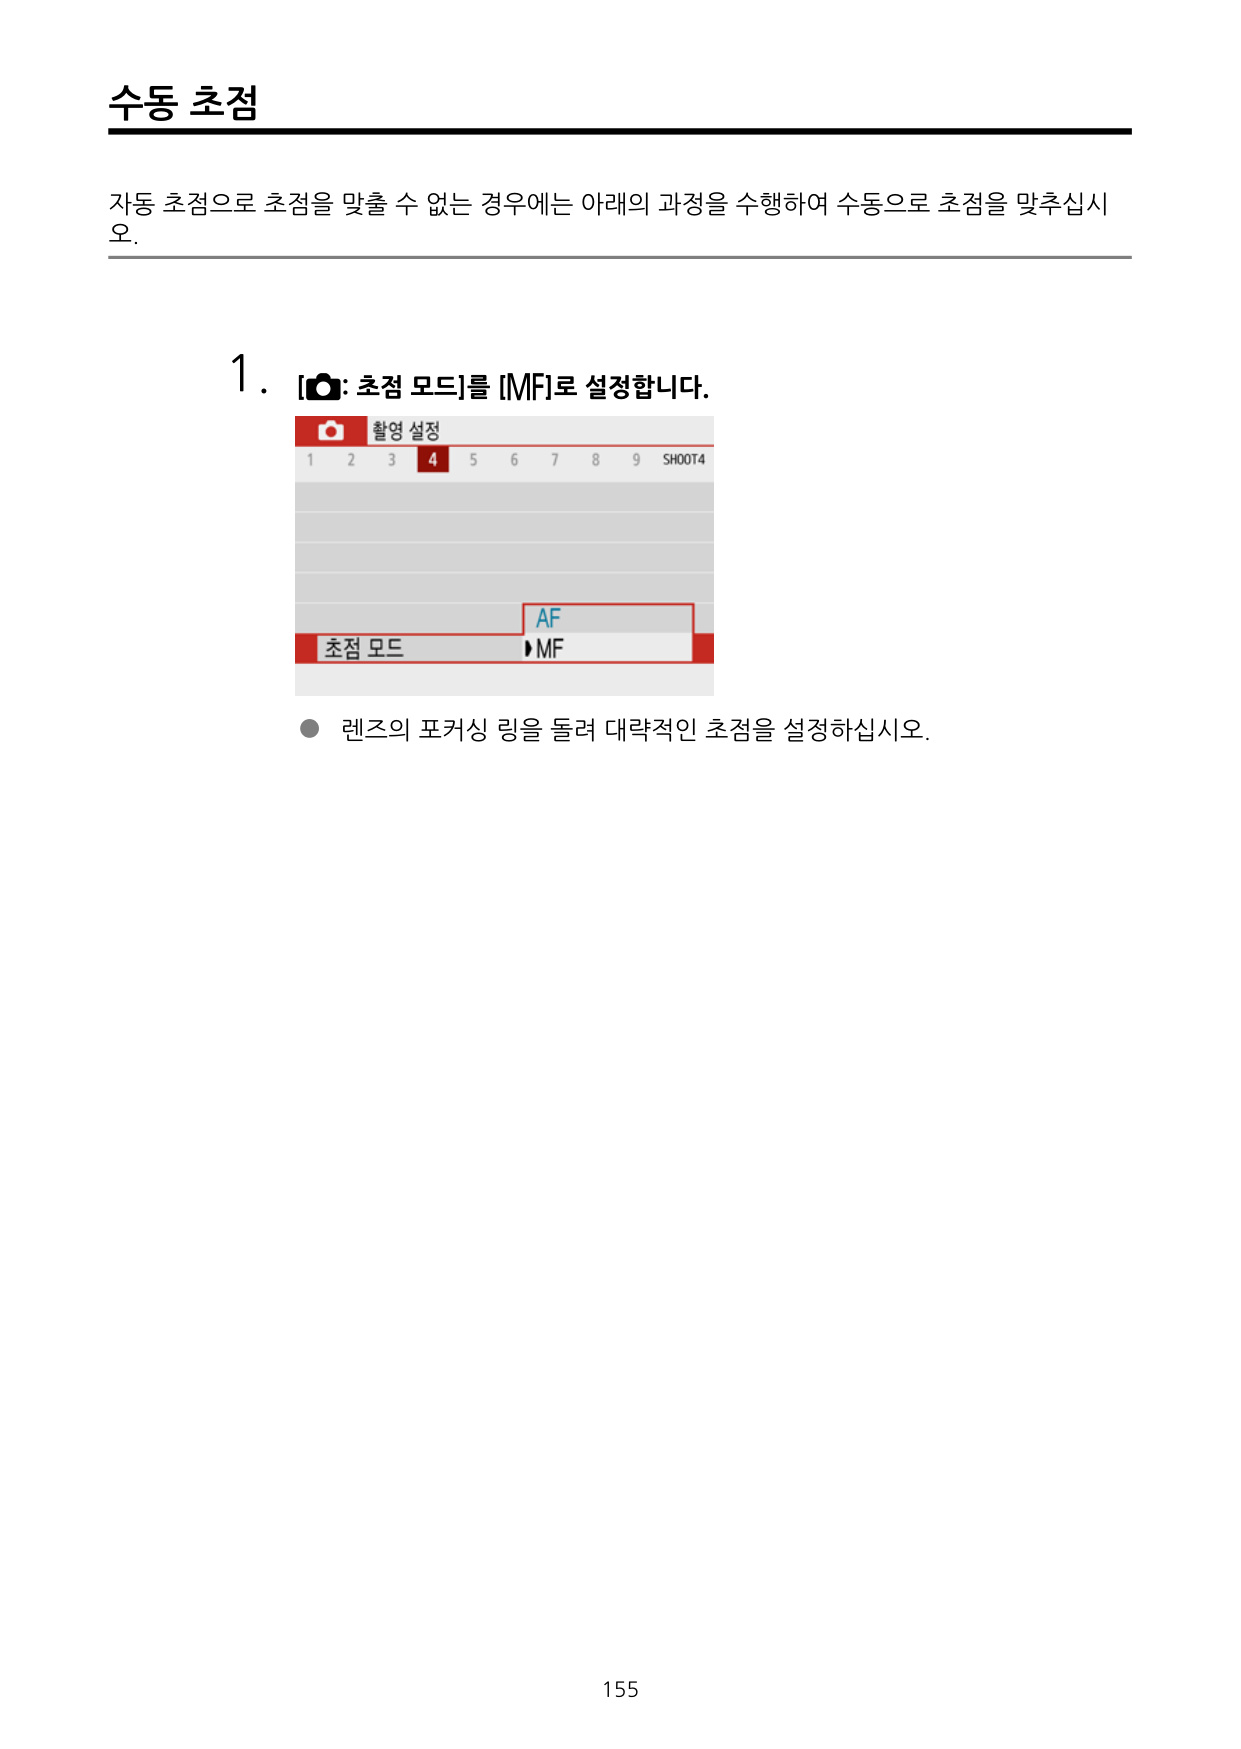 수동 초점
자동 초점으로 초점을 맞출 수 없는 경우에는 아래의 과정을 수행하여 수동으로 초점을 맞추십시
오.
1. [: 초점 모드]를 [MF]로 설정합니다.
촬영 설정
1 2 3 4 5 6 7 8 9 SHOOT4
AF
초점 모드 MF
● 렌즈의 포커싱 링을 돌려 대략적인 초점을 설정하십시오.
155